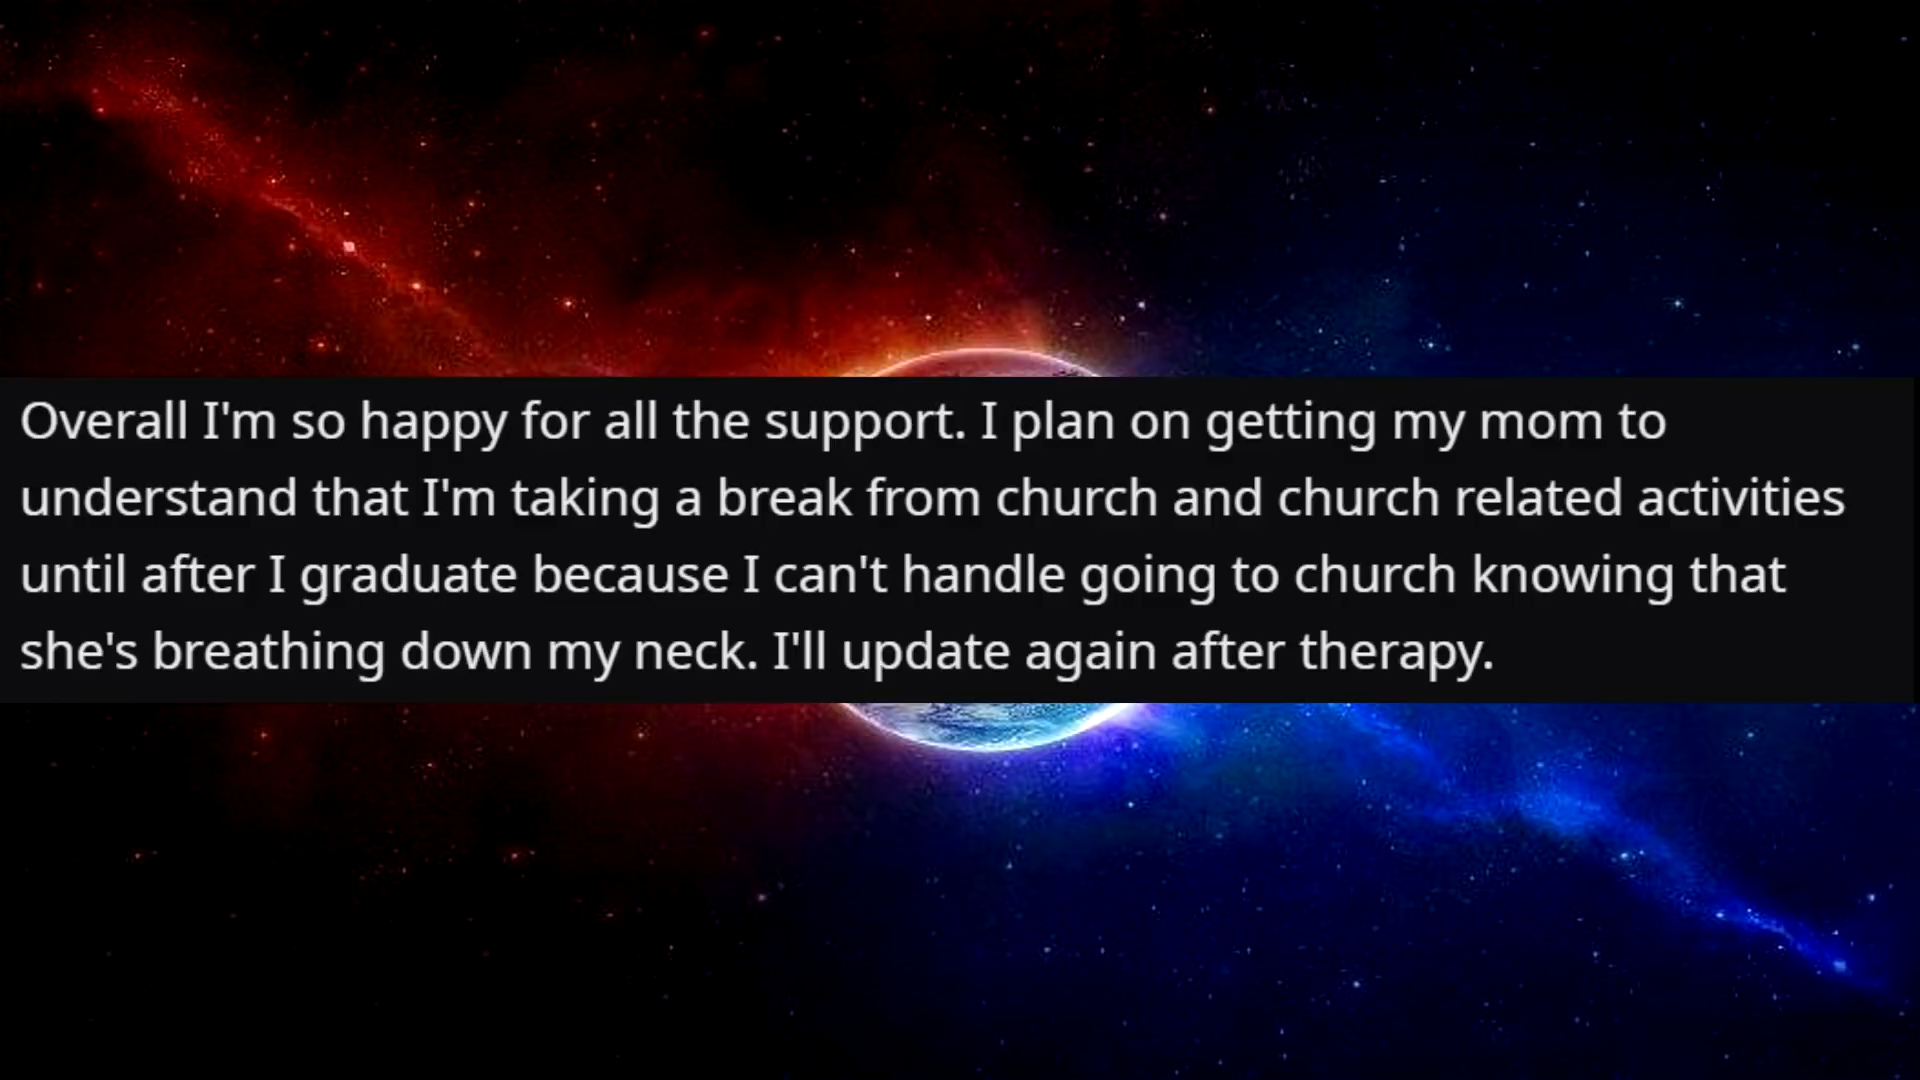 Overall I'm so happy for all the support. I plan on getting my mom to
understand that I'm taking a break from church and church related activities
until after I graduate because I can't handle going to church knowing that
she's breathing down my neck. I'll update again after therapy.